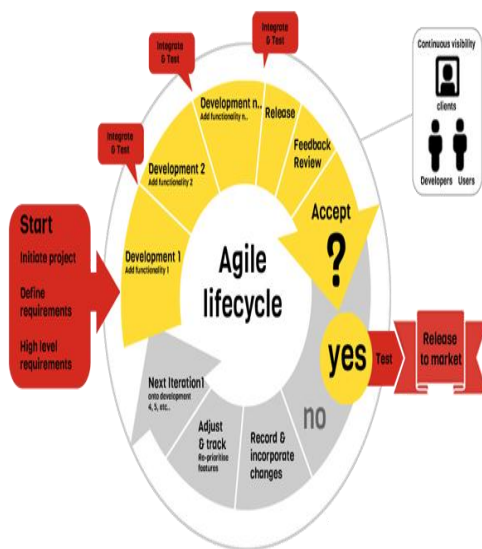 Integrate
& Test
Integrate
& Test
Integrate
& Test
Continuous visibility
clients
Developers Users
Start
Initiate project
Define
requirements
High level
requirements
Development 1
Add functionality 1
Development 2
Add functionality 2
Development n..
Add functionality n..
Release
Feedback
Review
Accept
?
Agile
lifecycle
yes
Test
Release
to market
no
Record &
incorporate
changes
Adjust
& track
Re-prioritise
features
Next Iteration1
onto development
4, 5, etc..